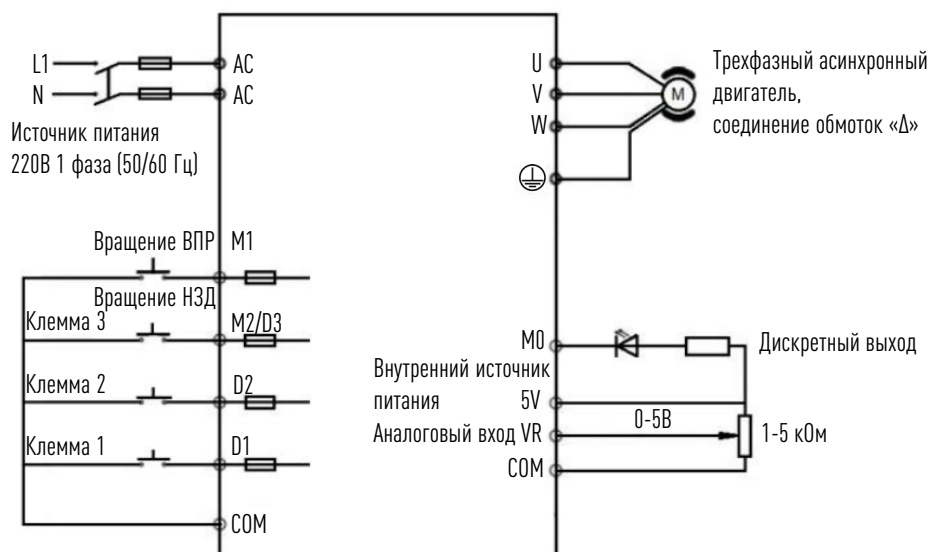 L1
AC
N
AC
Источник питания
220В 1 фаза (50/60 Гц)
U
V
W
M
Трехфазный асинхронный
двигатель,
соединение обмоток «Δ»
Вращение ВПР
M1
Вращение НЗД
Клемма 3
M2/D3
Клемма 2
D2
Клемма 1
D1
COM
M0
Дискретный выход
Внутренний источник
питания
5V
0-5В
Аналоговый вход VR
1-5 кОм
COM